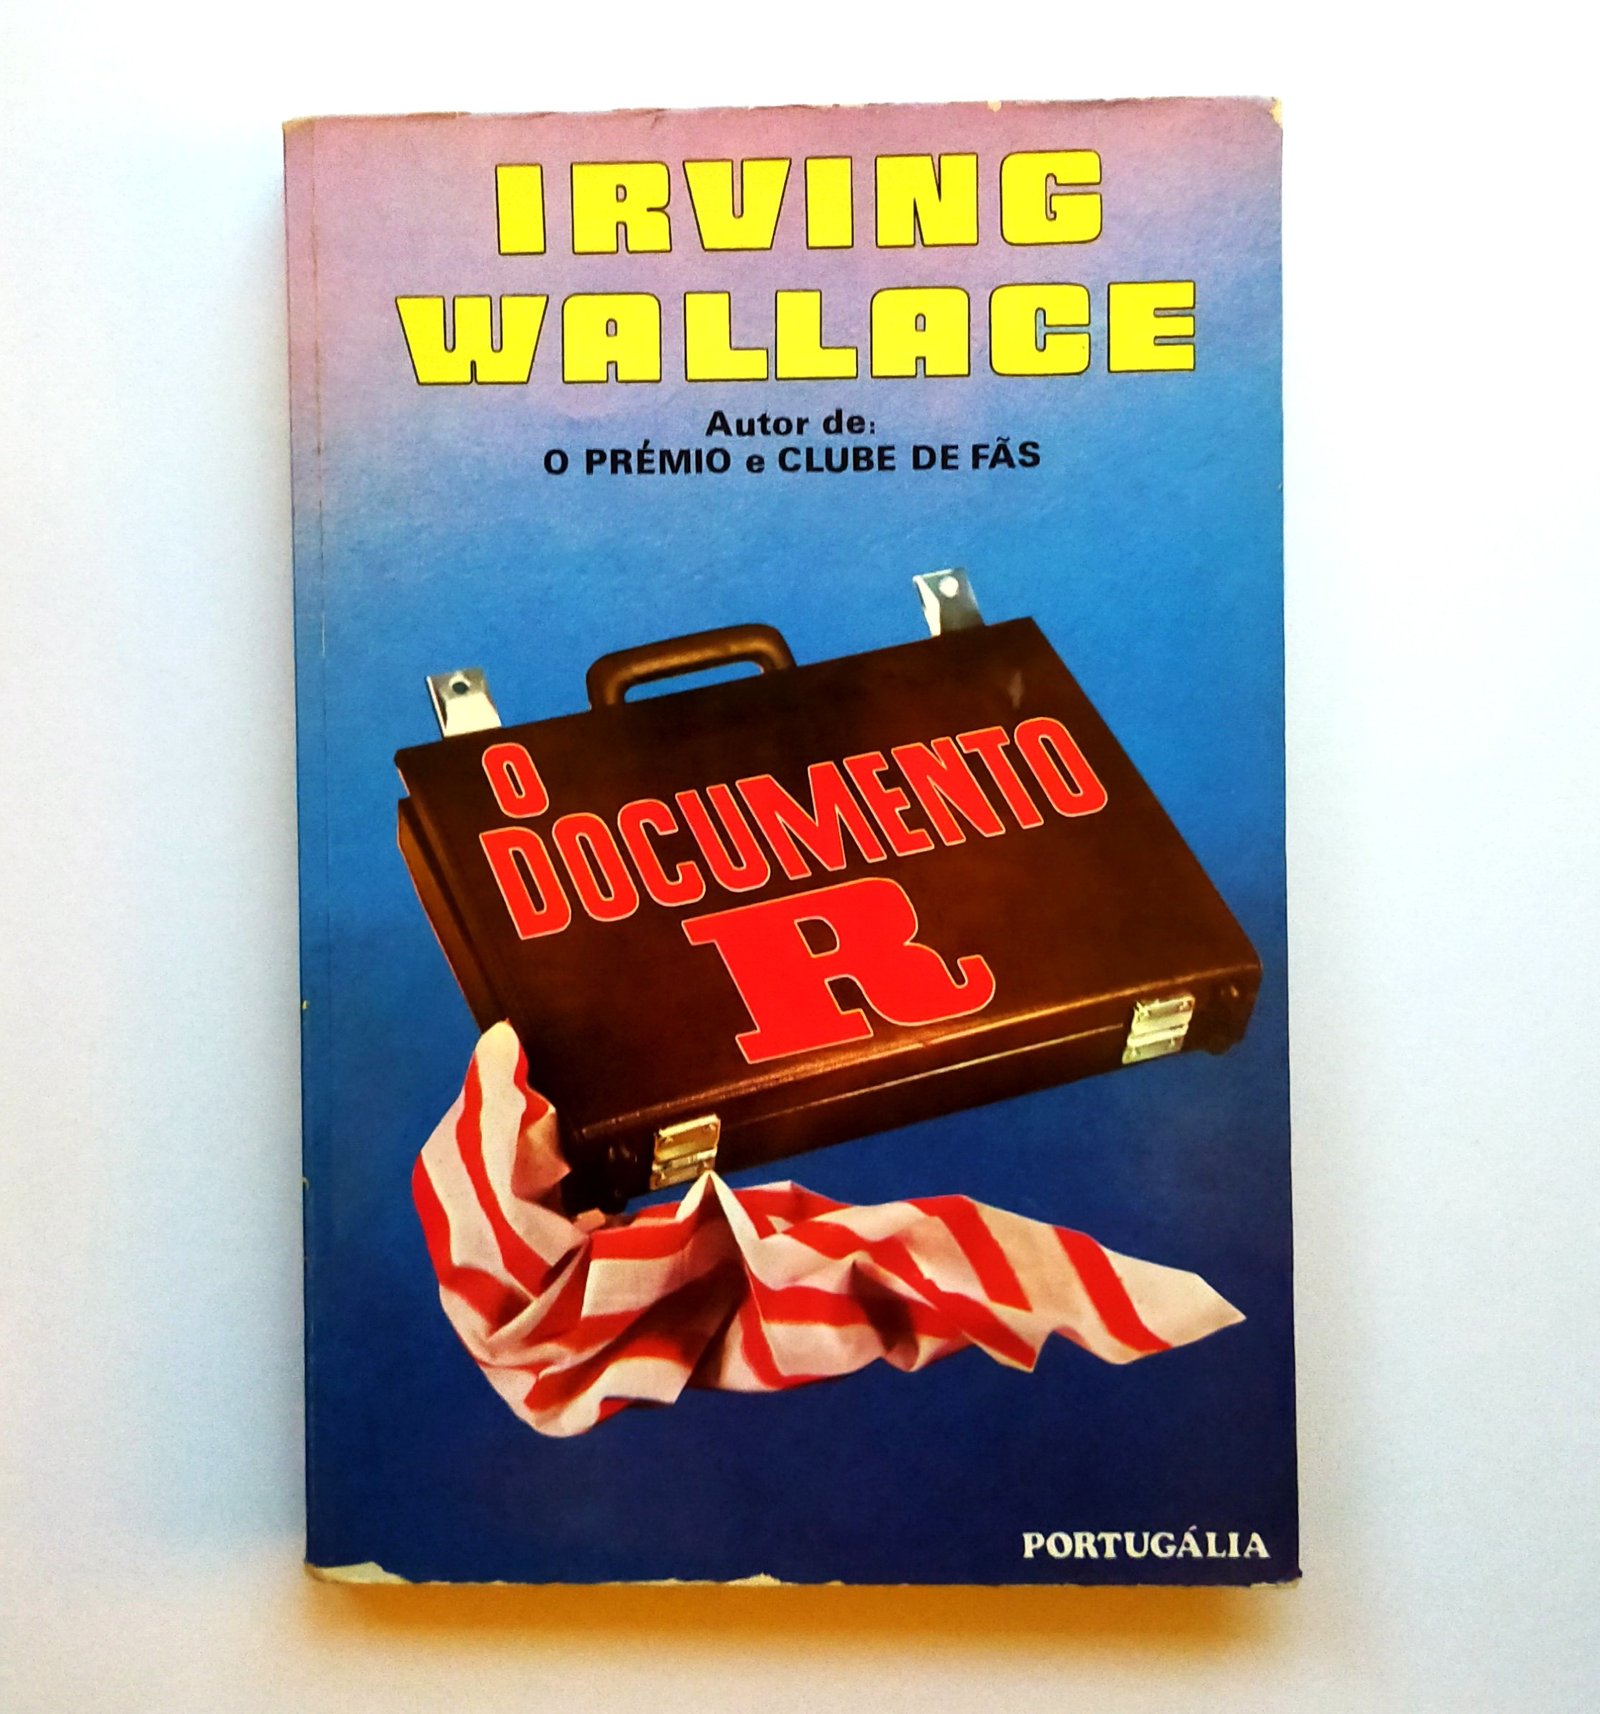 IRVING
WALLACE
Autor de:
O PRÉMIO e CLUBE DE FÃS
O
DOCUMENTO
R
PORTUGÁLIA